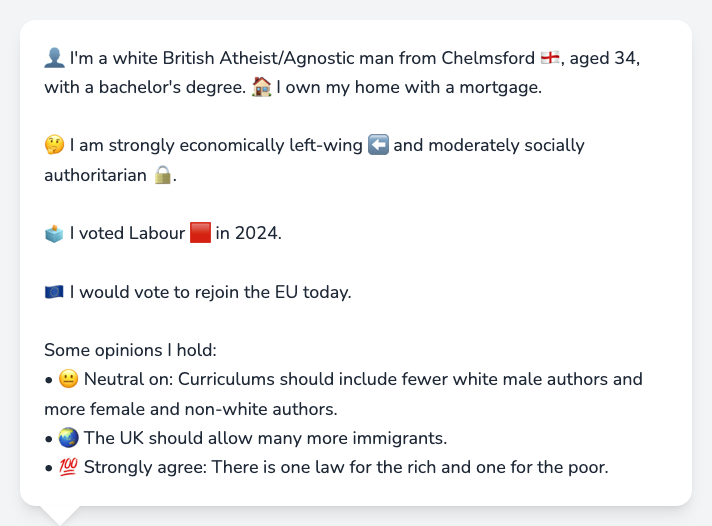 👤 I'm a white British Atheist/Agnostic man from Chelmsford 🏴󠁧󠁢󠁥󠁮󠁧󠁿, aged 34,
with a bachelor's degree. 🏠 I own my home with a mortgage.
🤔 I am strongly economically left-wing ⬅️ and moderately socially
authoritarian 🔒.
🗳️ I voted Labour 🟥 in 2024.
🇪🇺 I would vote to rejoin the EU today.
Some opinions I hold:
• 😐 Neutral on: Curriculums should include fewer white male authors and
more female and non-white authors.
• 🌏 The UK should allow many more immigrants.
• 💯 Strongly agree: There is one law for the rich and one for the poor.